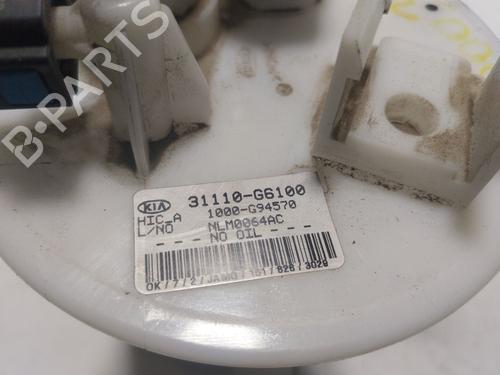 B-PARTS
KIA
31110-G6100
HIC_A 1000-G94570
L/NO NLM0064AC
- - - NO OIL - - -